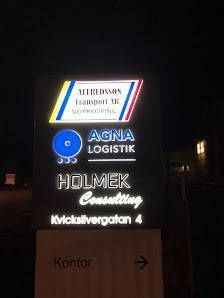 ALFREDSSON
Transport AB
NORRKÖPING
AGNA
LOGISTIK
HOLMEK
Consulting
Kvicksilvergatan 4
Kontor →